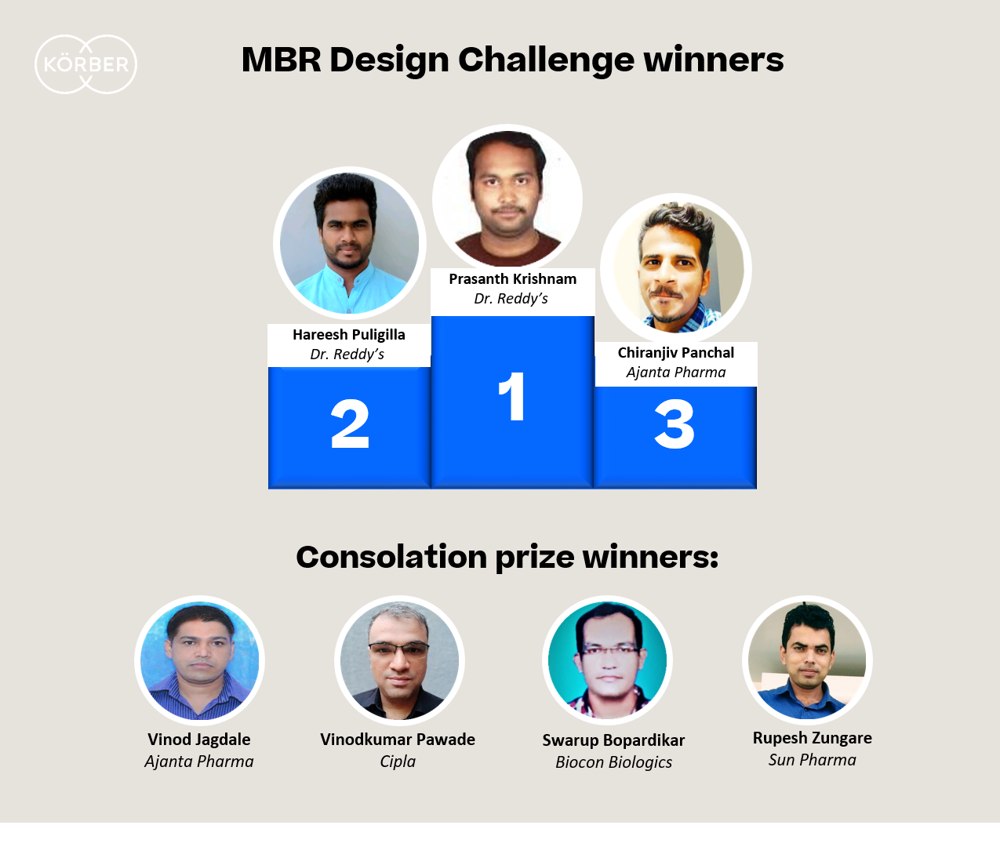 KÖRBER
MBR Design Challenge winners
Prasanth Krishnam
Dr. Reddy’s
Hareesh Puligilla
Dr. Reddy’s
Chiranjiv Panchal
Ajanta Pharma
1
2
3
Consolation prize winners:
Vinod Jagdale
Ajanta Pharma
Vinodkumar Pawade
Cipla
Swarup Bopardikar
Biocon Biologics
Rupesh Zungare
Sun Pharma